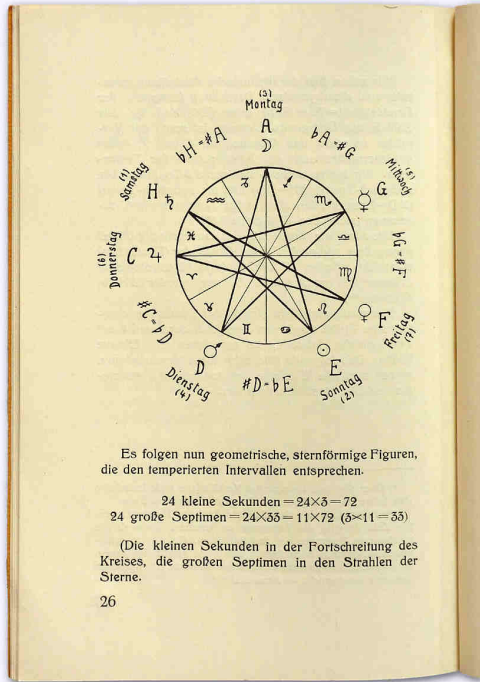 (3)
Montag
A
☽
♭H=♯A
♭A=♯G
(1)
Samstag
H ♄
(5)
Mittwoch
☿ G
♑
♐
♒
♏
♓
♎
(6)
Donnerstag
C ♃
♭G=♯F
♈
♍
♉
♌
♊
♋
♯C=♭D
♀ F
Freitag
(7)
♂
D
Dienstag
(4)
♯D=♭E
☉
E
Sonntag
(2)
Es folgen nun geometrische, sternförmige Figuren,
die den temperierten Intervallen entsprechen.
24 kleine Sekunden=24×3=72
24 große Septimen=24×33=11×72 (3×11=33)
(Die kleinen Sekunden in der Fortschreitung des
Kreises, die großen Septimen in den Strahlen der
Sterne.
26